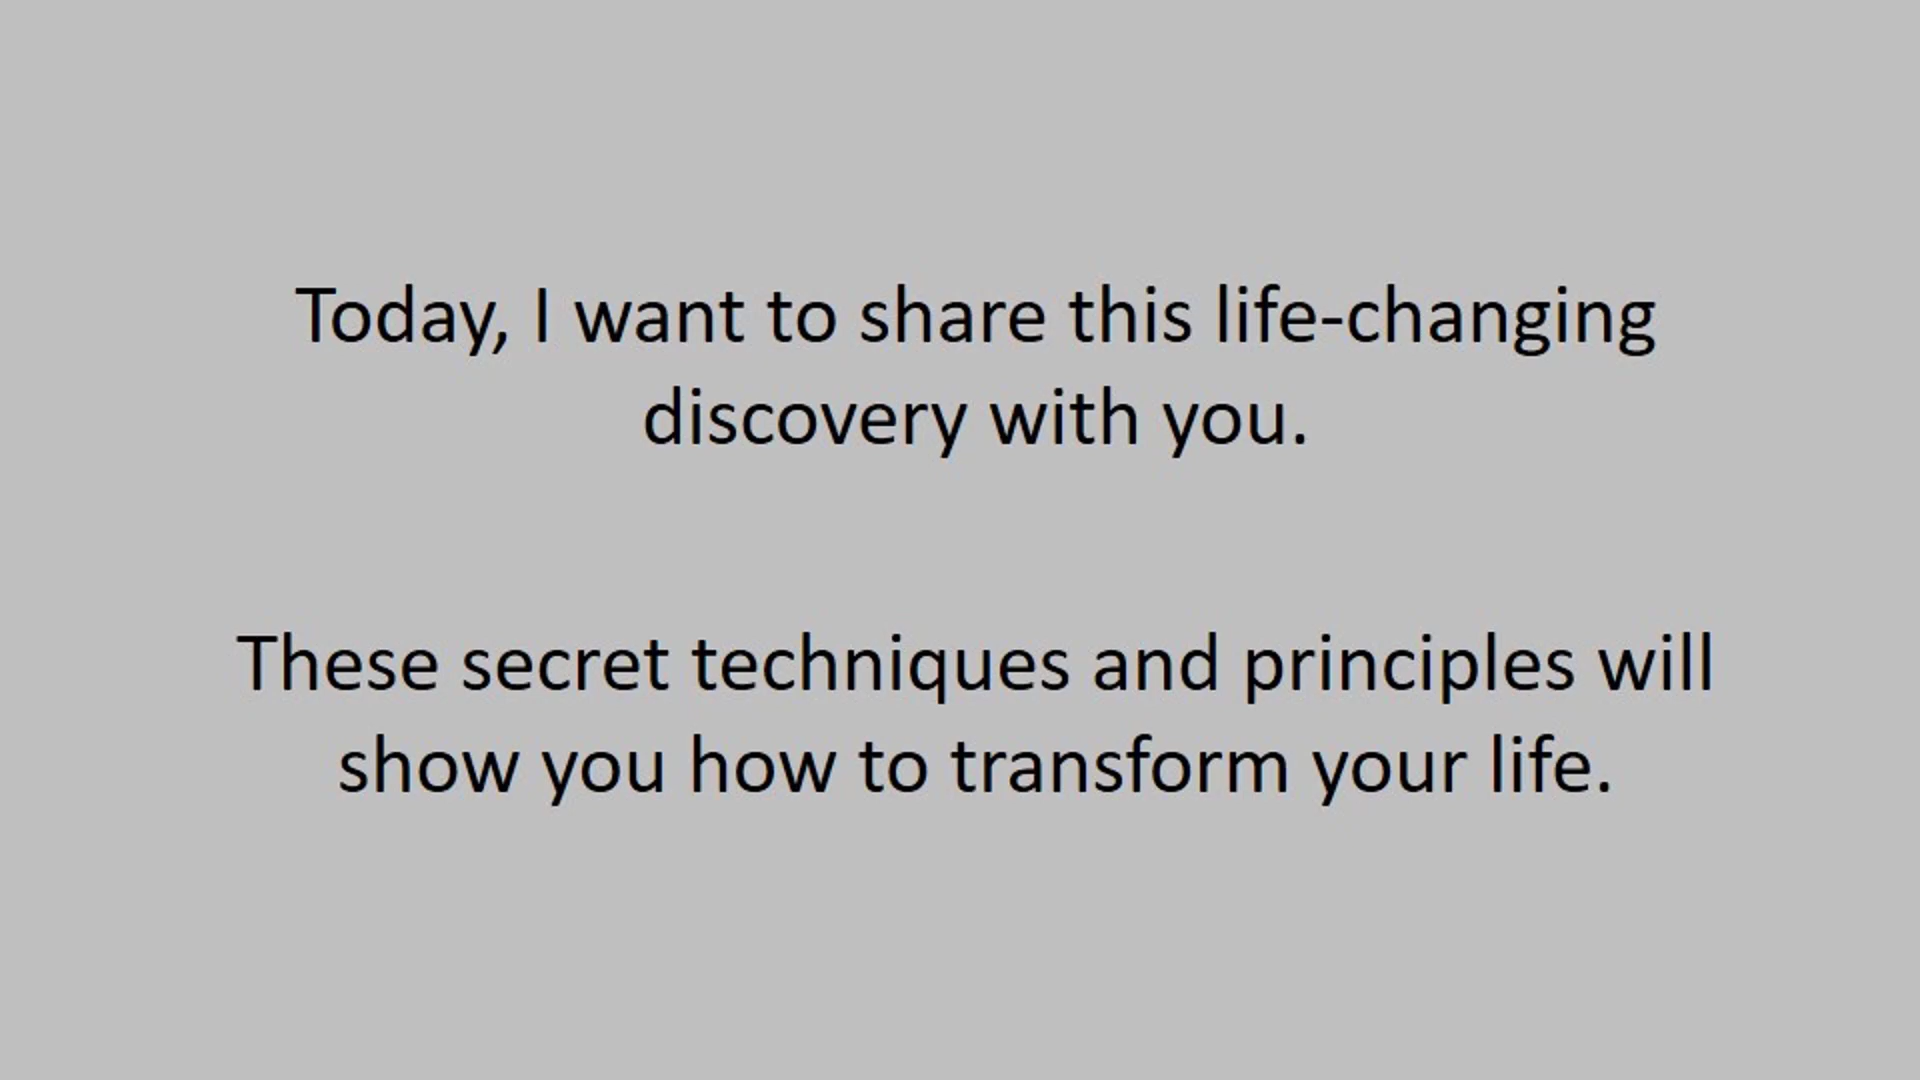 Today, I want to share this life-changing
discovery with you.
These secret techniques and principles will
show you how to transform your life.